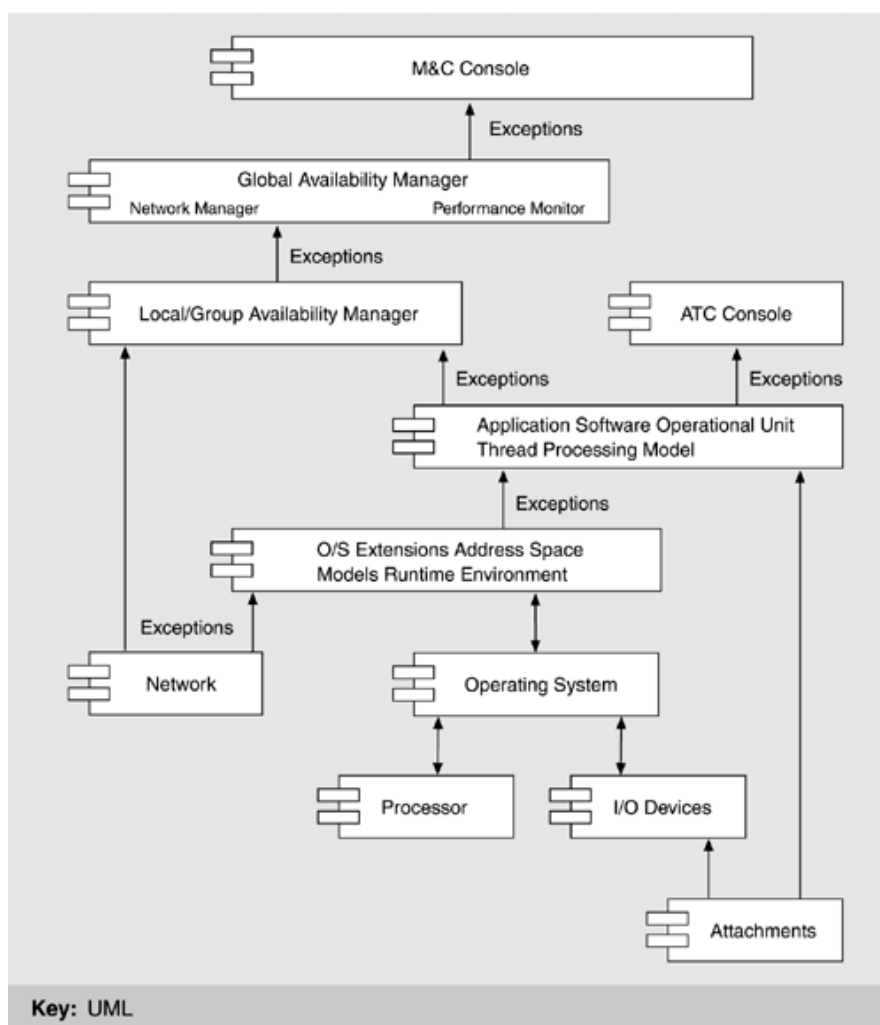 M&C Console
Exceptions
Global Availability Manager
Network Manager
Performance Monitor
Exceptions
Local/Group Availability Manager
ATC Console
Exceptions
Exceptions
Application Software Operational Unit
Thread Processing Model
Exceptions
O/S Extensions Address Space
Models Runtime Environment
Exceptions
Network
Operating System
Processor
I/O Devices
Attachments
Key: UML